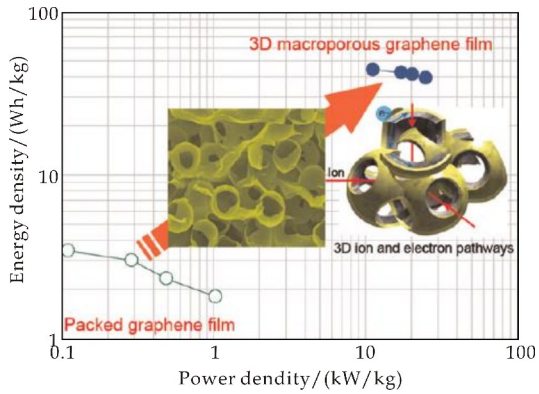 100
3D macroporous graphene film
e⁻
Energy density/(Wh/kg)
10
Ion
3D ion and electron pathways
Packed graphene film
1
0.1
1
10
100
Power dendity/(kW/kg)